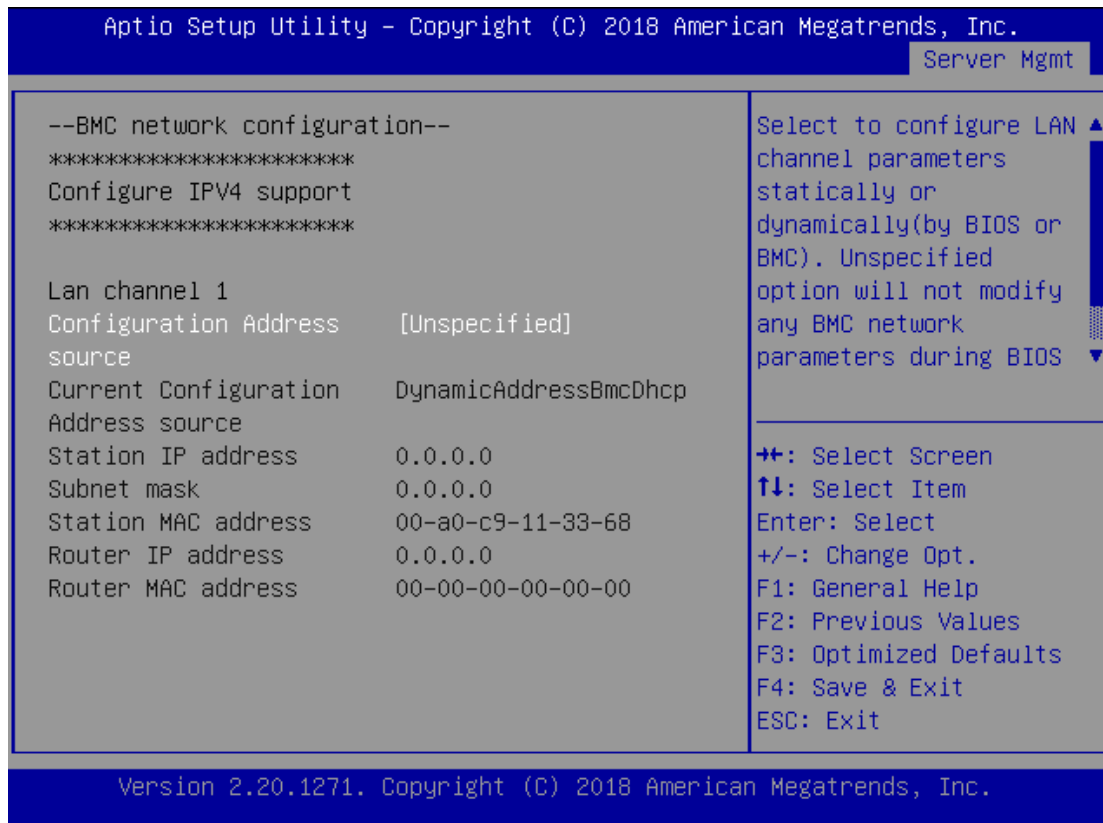 Aptio Setup Utility – Copyright (C) 2018 American Megatrends, Inc.
Server Mgmt
--BMC network configuration--
**********************
Configure IPV4 support
**********************
Lan channel 1
Configuration Address [Unspecified]
source
Current Configuration DynamicAddressBmcDhcp
Address source
Station IP address 0.0.0.0
Subnet mask 0.0.0.0
Station MAC address 00-a0-c9-11-33-68
Router IP address 0.0.0.0
Router MAC address 00-00-00-00-00-00
Select to configure LAN
channel parameters
statically or
dynamically(by BIOS or
BMC). Unspecified
option will not modify
any BMC network
parameters during BIOS
→←: Select Screen
↑↓: Select Item
Enter: Select
+/-: Change Opt.
F1: General Help
F2: Previous Values
F3: Optimized Defaults
F4: Save & Exit
ESC: Exit
Version 2.20.1271. Copyright (C) 2018 American Megatrends, Inc.